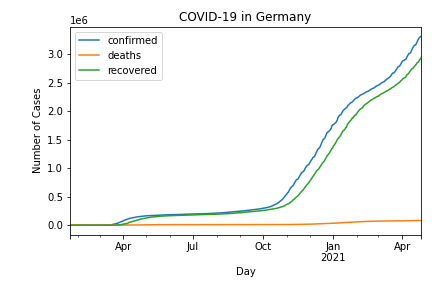 COVID-19 in Germany
1e6
confirmed
deaths
recovered
Number of Cases
3.0
2.5
2.0
1.5
1.0
0.5
0.0
Apr
Jul
Oct
Jan
2021
Apr
Day